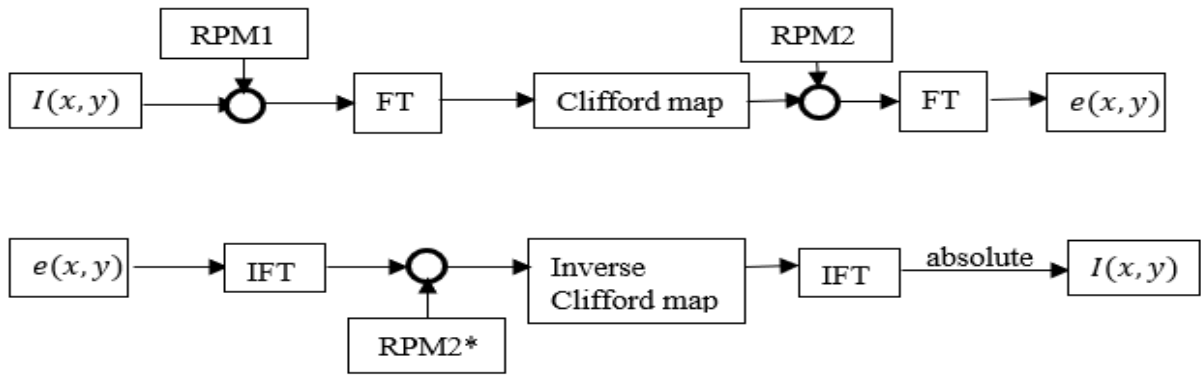 RPM1
RPM2
I(x, y)
FT
Clifford map
FT
e(x, y)
e(x, y)
IFT
Inverse
Clifford map
IFT
absolute
I(x, y)
RPM2*